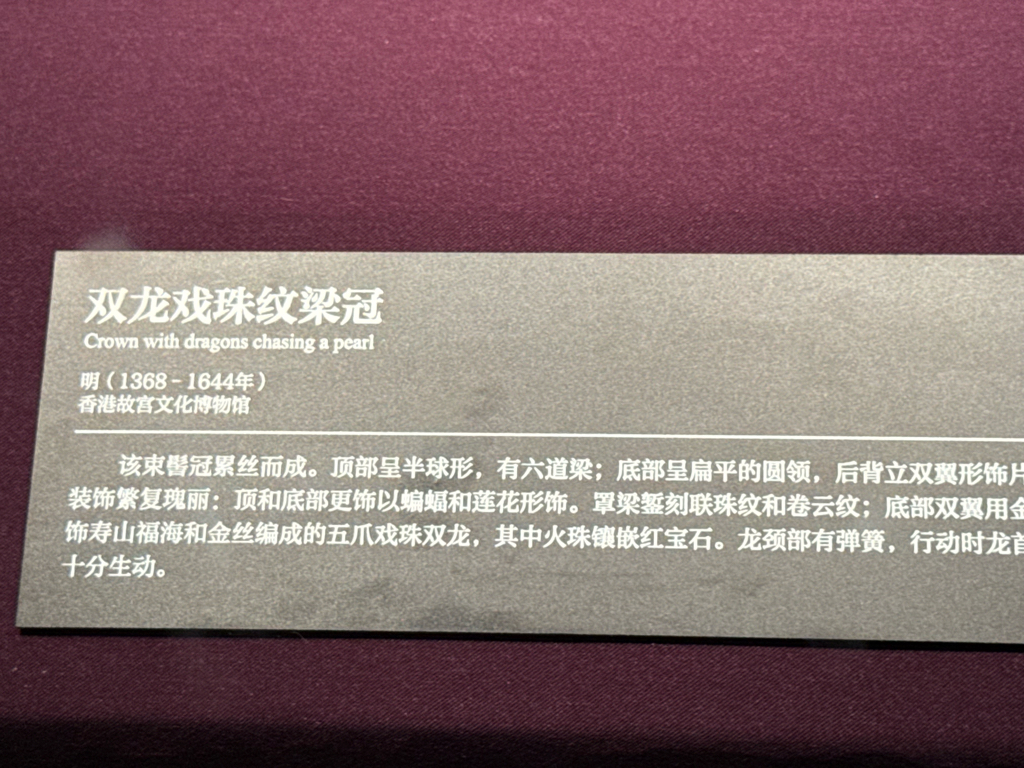 双龙戏珠纹梁冠
Crown with dragons chasing a pearl
明（1368－1644年）
香港故宫文化博物馆
该束髻冠累丝而成。顶部呈半球形，有六道梁；底部呈扁平的圆领，后背立双翼形饰片
装饰繁复瑰丽：顶和底部更饰以蝙蝠和莲花形饰。罩梁錾刻联珠纹和卷云纹；底部双翼用金
饰寿山福海和金丝编成的五爪戏珠双龙，其中火珠镶嵌红宝石。龙颈部有弹簧，行动时龙首
十分生动。